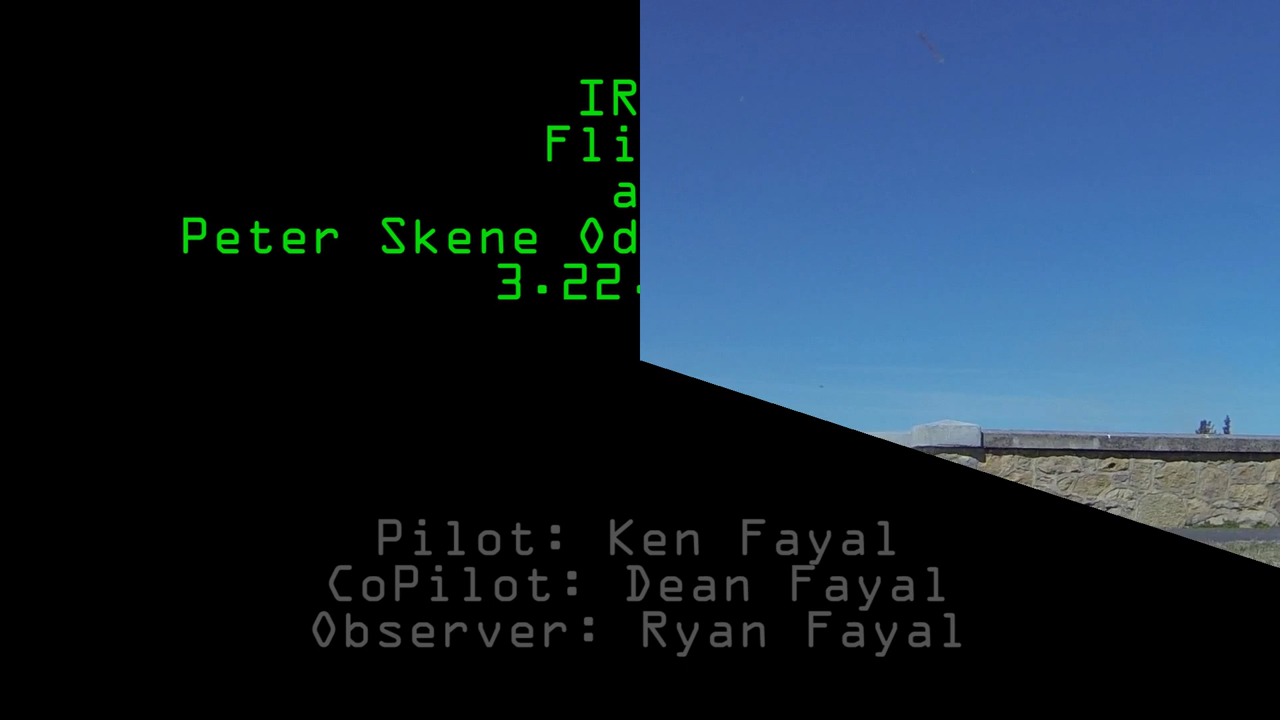 IR
Fli
a
Peter Skene Od
3.22.
Pilot: Ken Fayal
CoPilot: Dean Fayal
Observer: Ryan Fayal